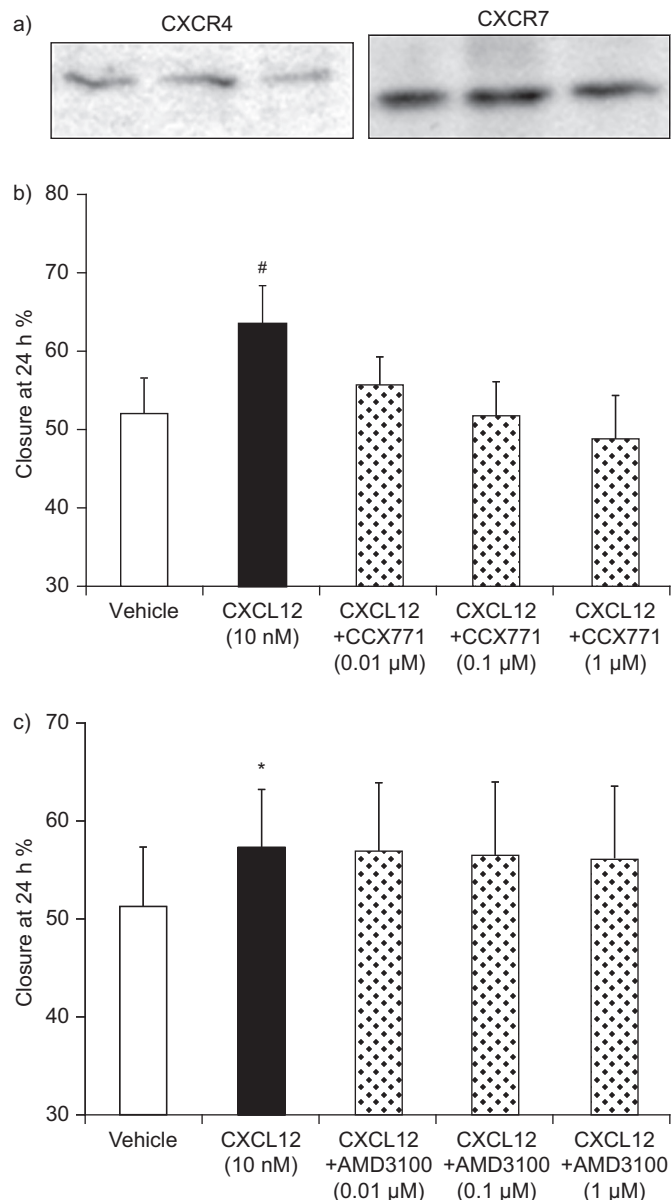 a) CXCR4 CXCR7
b) 80
70
60
50
40
30
Closure at 24 h %
#
Vehicle CXCL12 CXCL12 CXCL12 CXCL12
(10 nM) +CCX771 +CCX771 +CCX771
(0.01 µM) (0.1 µM) (1 µM)
c) 70
60
50
40
30
Closure at 24 h %
*
Vehicle CXCL12 CXCL12 CXCL12 CXCL12
(10 nM) +AMD3100 +AMD3100 +AMD3100
(0.01 µM) (0.1 µM) (1 µM)